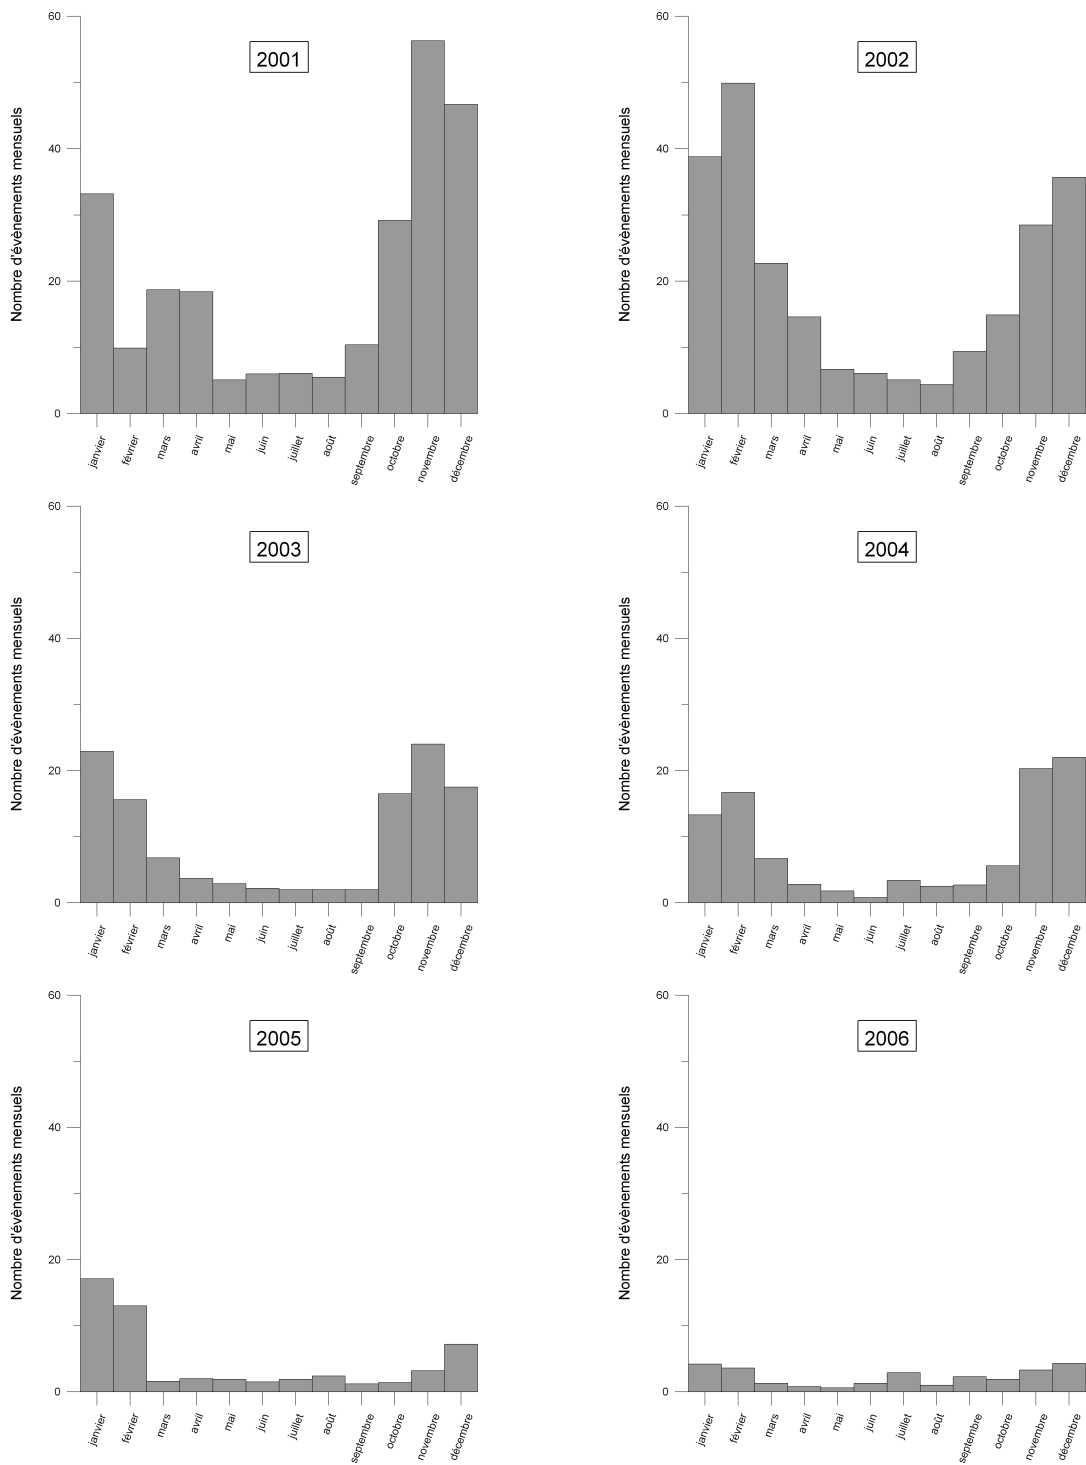 2001
Nombre d'évènements mensuels
60
40
20
0
janvier
février
mars
avril
mai
juin
juillet
août
septembre
octobre
novembre
décembre
2002
Nombre d'évènements mensuels
60
40
20
0
janvier
février
mars
avril
mai
juin
juillet
août
septembre
octobre
novembre
décembre
2003
Nombre d'évènements mensuels
60
40
20
0
janvier
février
mars
avril
mai
juin
juillet
août
septembre
octobre
novembre
décembre
2004
Nombre d'évènements mensuels
60
40
20
0
janvier
février
mars
avril
mai
juin
juillet
août
septembre
octobre
novembre
décembre
2005
Nombre d'évènements mensuels
60
40
20
0
janvier
février
mars
avril
mai
juin
juillet
août
septembre
octobre
novembre
décembre
2006
Nombre d'évènements mensuels
60
40
20
0
janvier
février
mars
avril
mai
juin
juillet
août
septembre
octobre
novembre
décembre